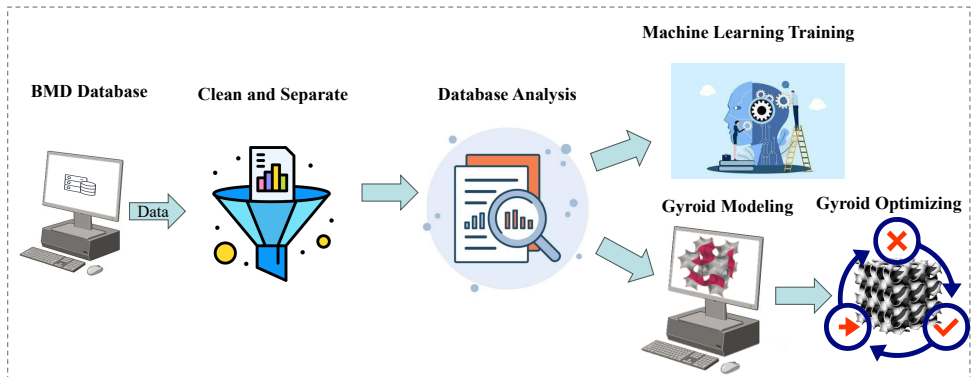 Machine Learning Training
BMD Database
Clean and Separate
Database Analysis
Data
Gyroid Modeling
Gyroid Optimizing